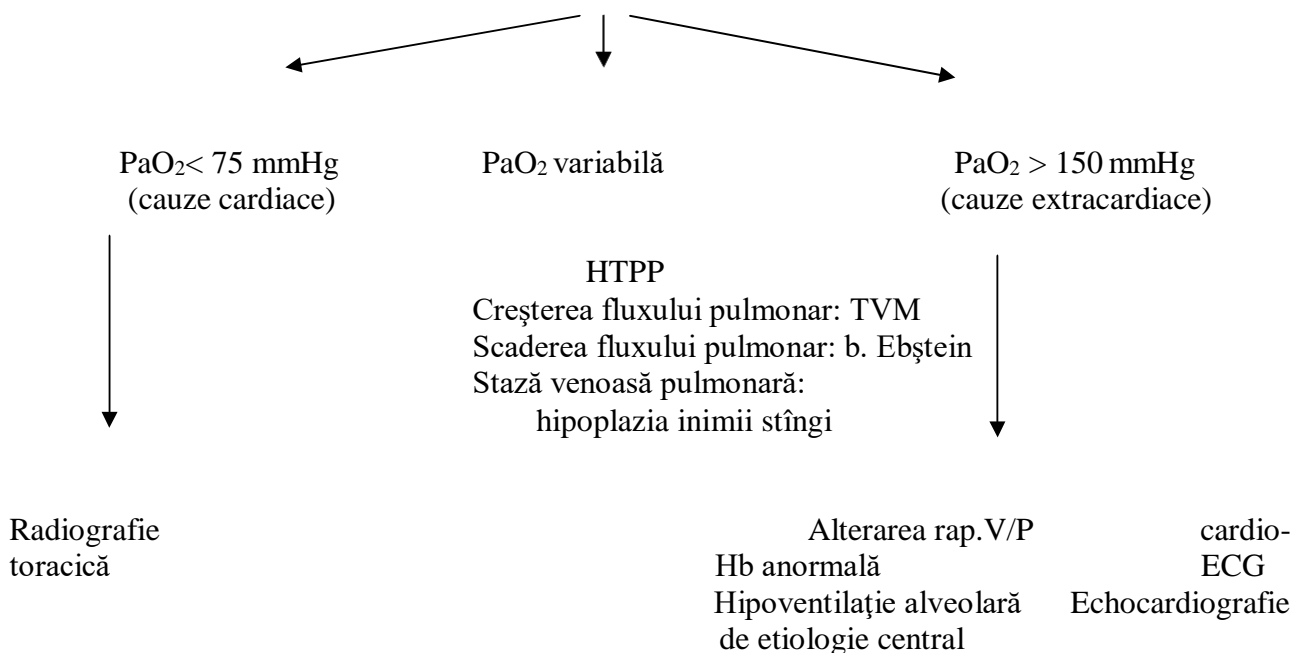 PaO2< 75 mmHg PaO2 variabilă PaO2 > 150 mmHg
(cauze cardiace) (cauze extracardiace)
HTPP
Creşterea fluxului pulmonar: TVM
Scaderea fluxului pulmonar: b. Ebştein
Stază venoasă pulmonară:
hipoplazia inimii stîngi
Radiografie Alterarea rap.V/P cardio-
toracică Hb anormală ECG
Hipoventilaţie alveolară Echocardiografie
de etiologie central